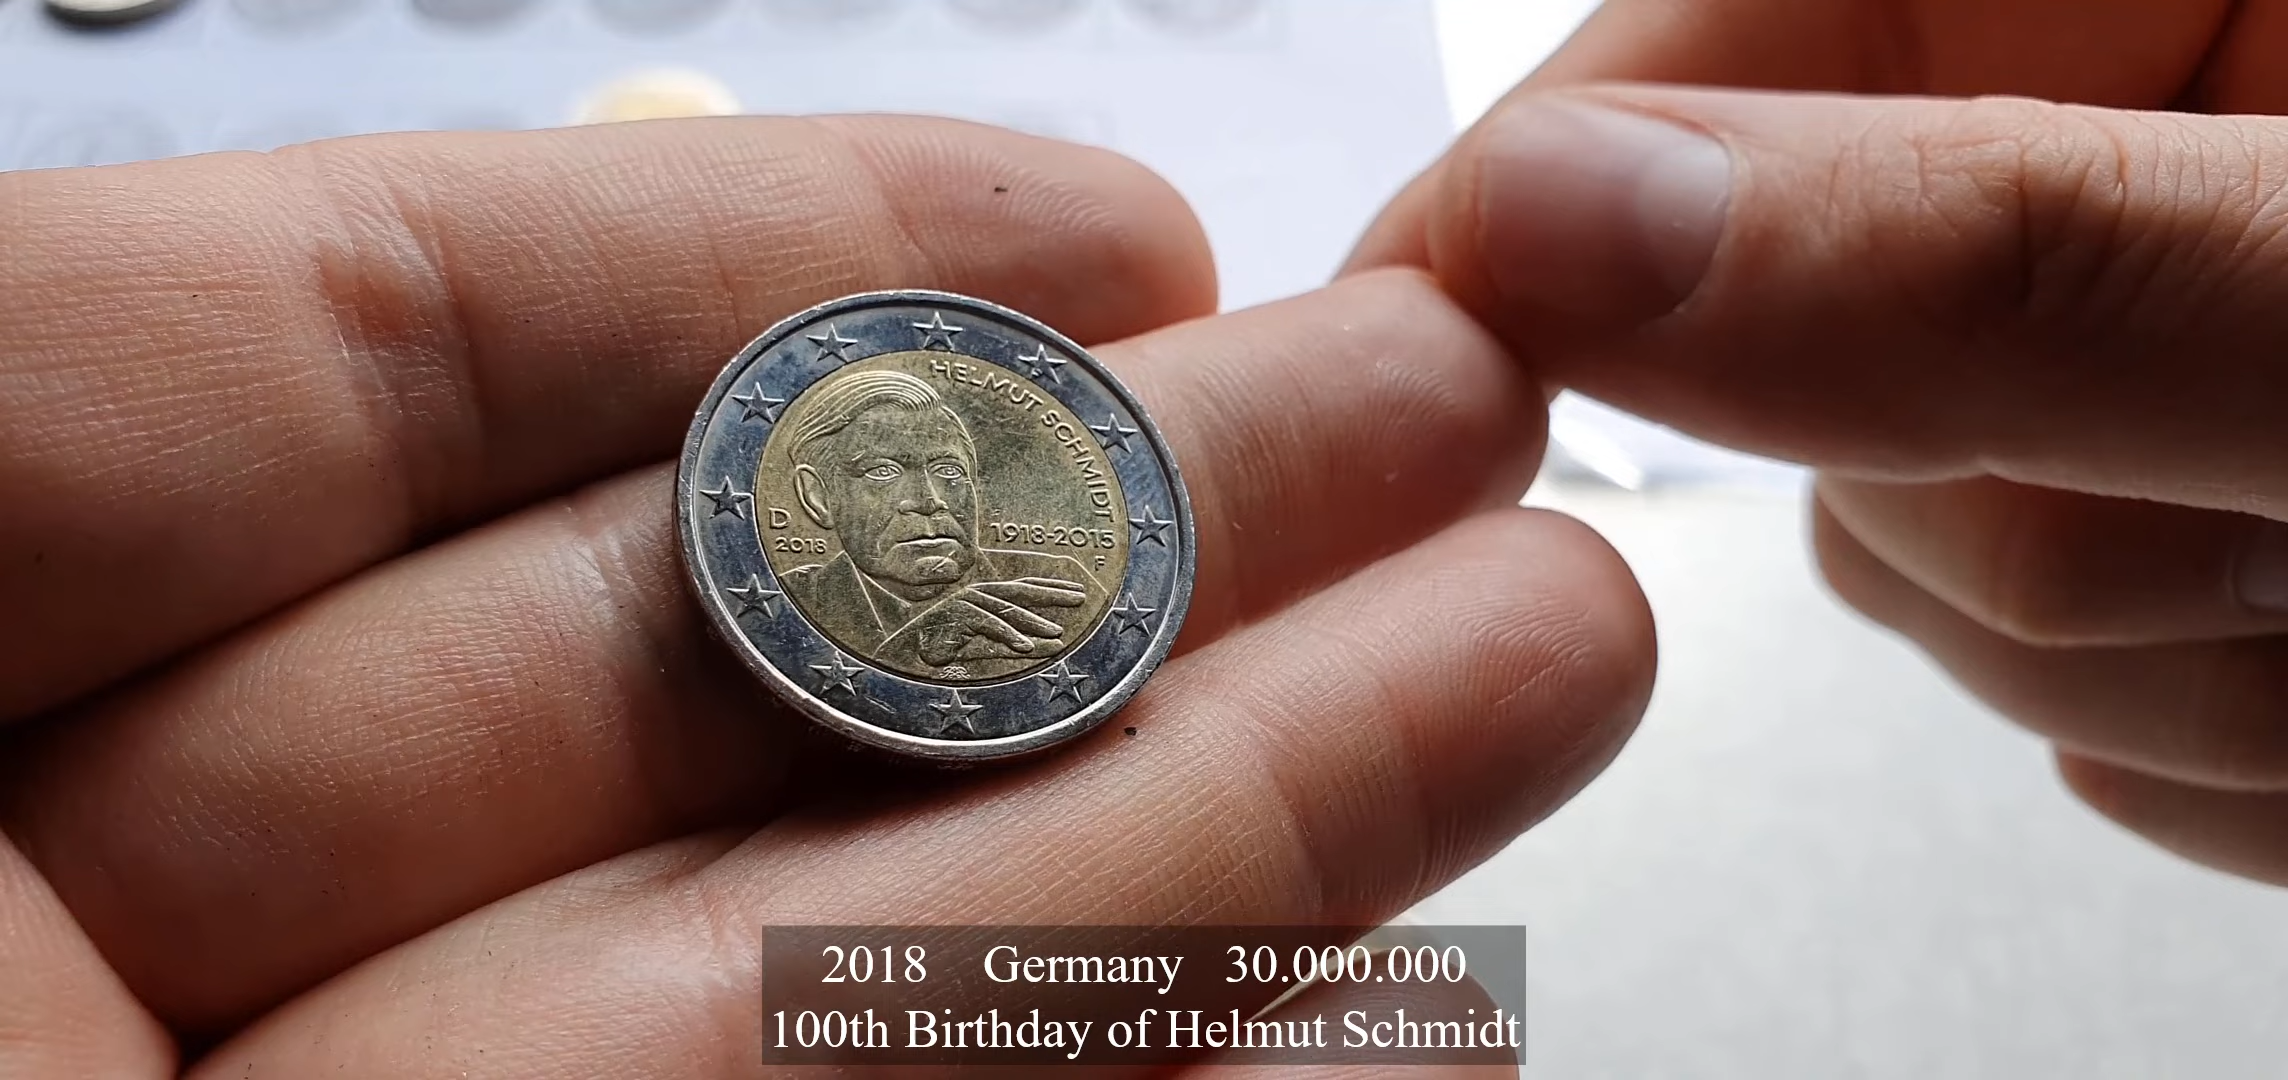 HELMUT SCHMIDT
D
2018
1918-2015
F
2018 Germany 30.000.000
100th Birthday of Helmut Schmidt